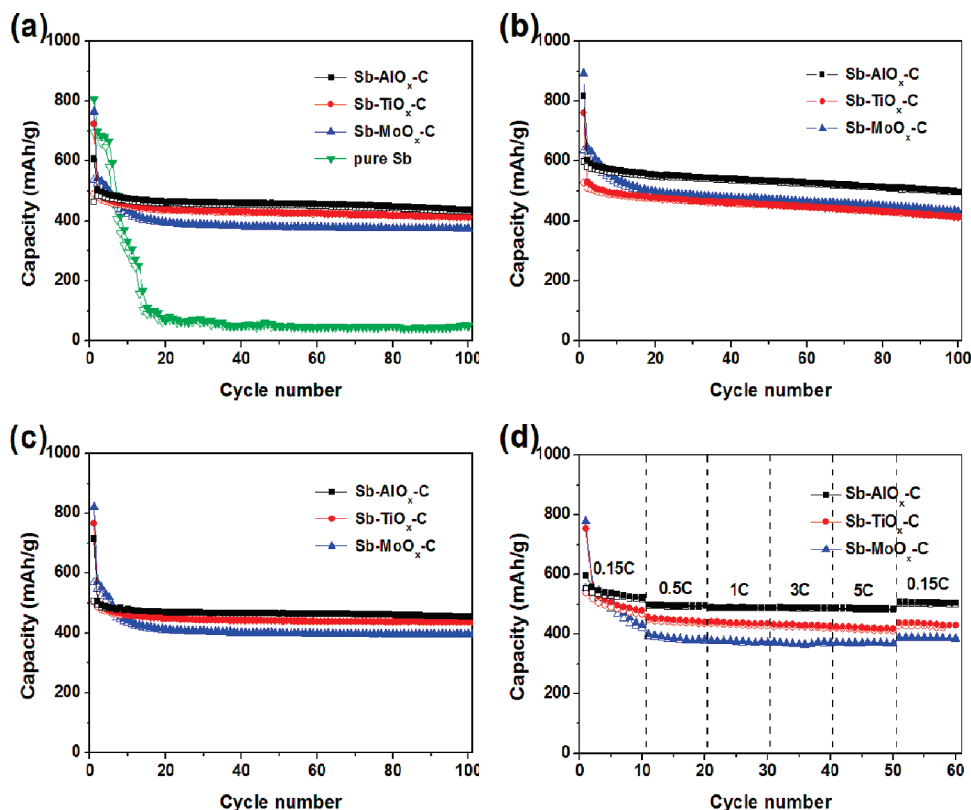 (a)
1000
800
600
400
200
0
Capacity (mAh/g)
Sb-AlOx-C
Sb-TiOx-C
Sb-MoOx-C
pure Sb
0 20 40 60 80 100
Cycle number
(b)
1000
800
600
400
200
0
Capacity (mAh/g)
Sb-AlOx-C
Sb-TiOx-C
Sb-MoOx-C
0 20 40 60 80 100
Cycle number
(c)
1000
800
600
400
200
0
Capacity (mAh/g)
Sb-AlOx-C
Sb-TiOx-C
Sb-MoOx-C
0 20 40 60 80 100
Cycle number
(d)
1000
800
600
400
200
0
Capacity (mAh/g)
Sb-AlOx-C
Sb-TiOx-C
Sb-MoOx-C
0.15C 0.5C 1C 3C 5C 0.15C
0 10 20 30 40 50 60
Cycle number